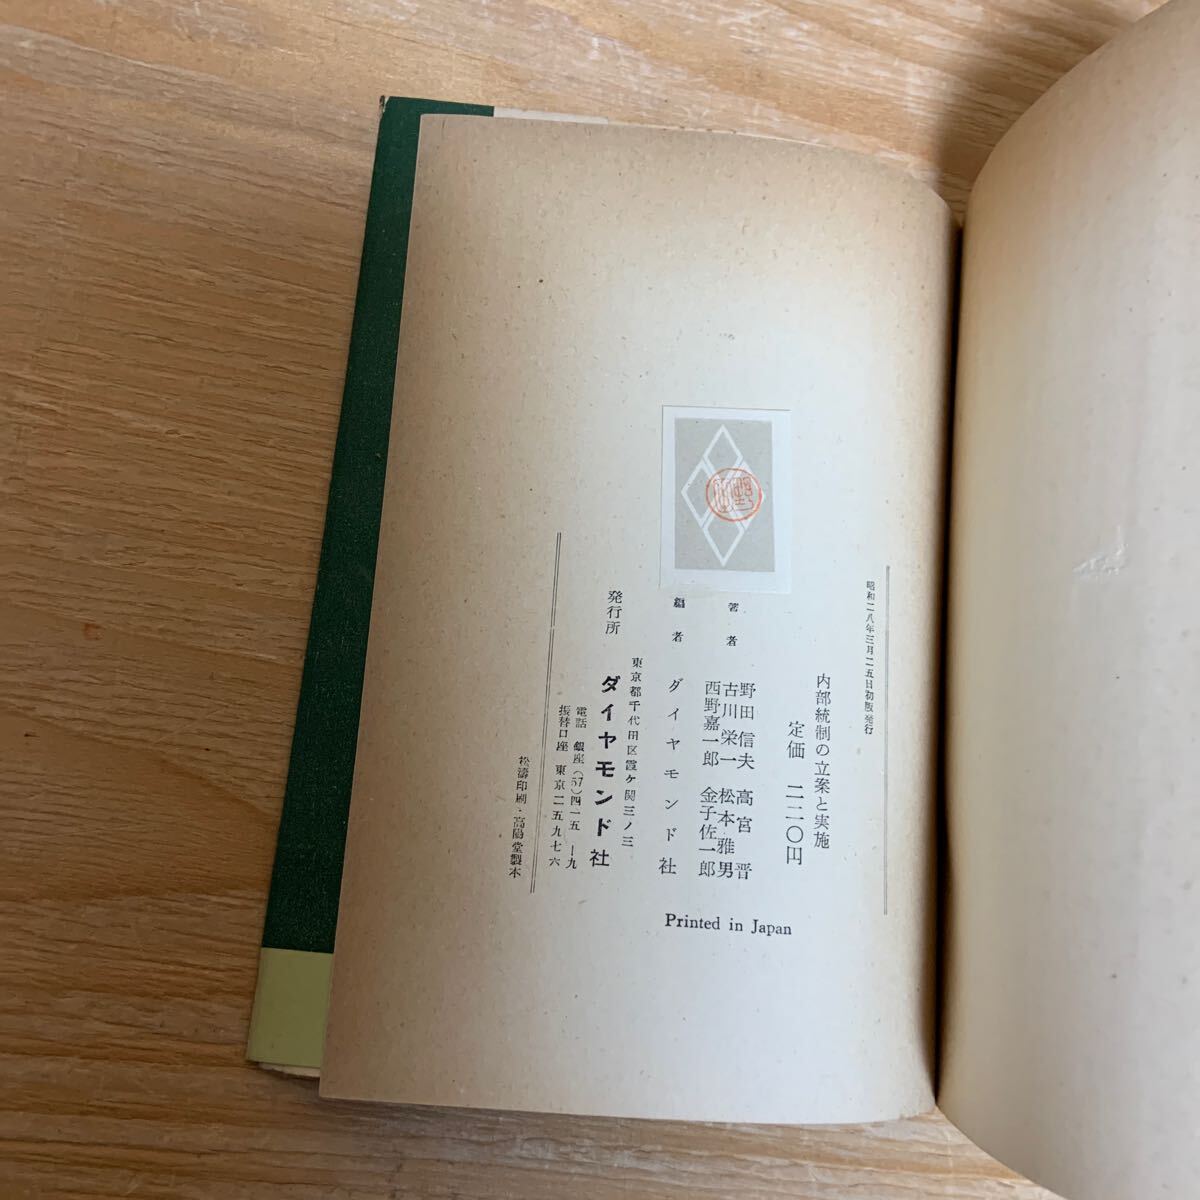 昭和二八年三月二五日初版発行
内部統制の立案と実施
定価 二二〇円
著者
野田信夫 高宮晋
古川栄一 松本雅男
西野嘉一郎 金子佐一郎
編者 ダイヤモンド社
東京都千代田区霞ヶ関三ノ三
発行所 ダイヤモンド社
電話 銀座(57)四一五一―九
振替口座 東京二五九七六
松濤印刷・高陽堂製本
Printed in Japan